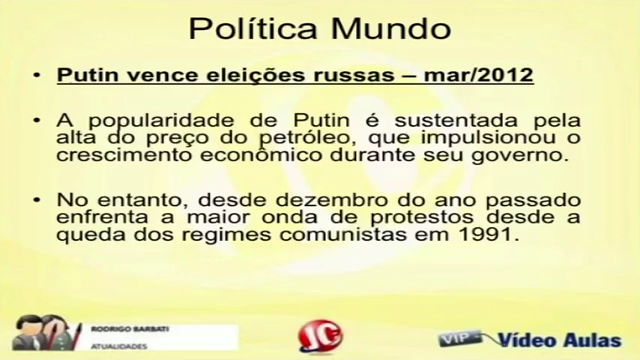 Política Mundo
• Putin vence eleições russas – mar/2012
• A popularidade de Putin é sustentada pela
alta do preço do petróleo, que impulsionou o
crescimento econômico durante seu governo.
• No entanto, desde dezembro do ano passado
enfrenta a maior onda de protestos desde a
queda dos regimes comunistas em 1991.
RODRIGO BARBATI
ATUALIDADES
JC
VIP Vídeo Aulas